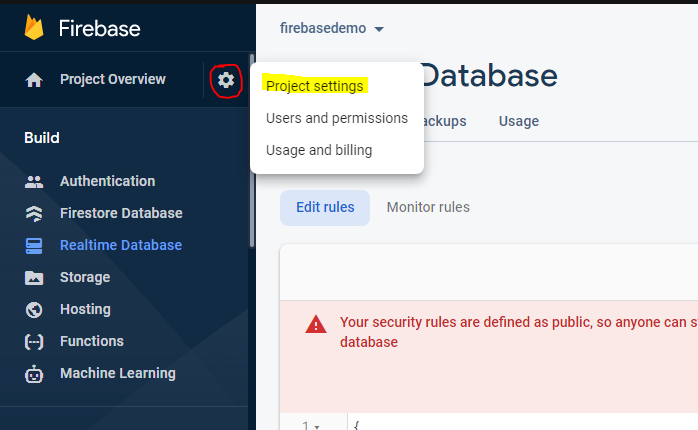 Firebase
firebasedemo
Project Overview
Project settings
Users and permissions
Usage and billing
Database
Usage
Build
Authentication
Firestore Database
Realtime Database
Storage
Hosting
Functions
Machine Learning
Edit rules
Monitor rules
Your security rules are defined as public, so anyone can
database
1
{